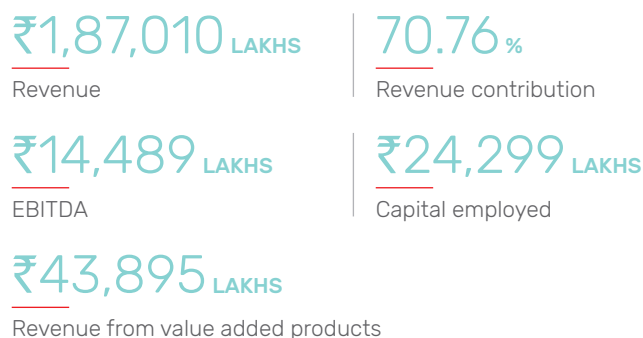 ₹1,87,010 LAKHS
Revenue
70.76 %
Revenue contribution
₹14,489 LAKHS
EBITDA
₹24,299 LAKHS
Capital employed
₹43,895 LAKHS
Revenue from value added products